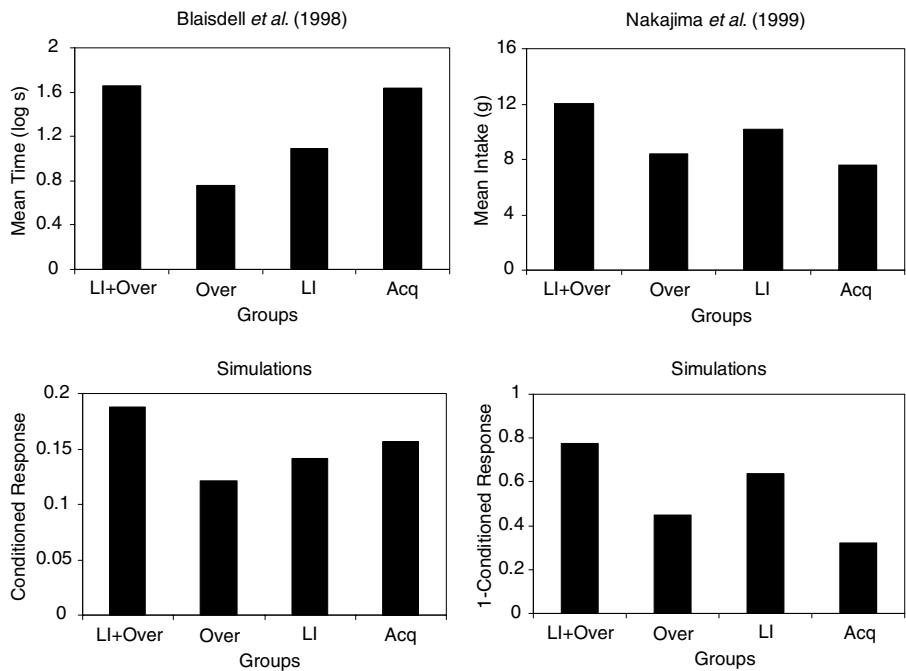 Blaisdell et al. (1998)
Mean Time (log s)
2
1.6
1.2
0.8
0.4
0
LI+Over Over LI Acq
Groups
Nakajima et al. (1999)
Mean Intake (g)
16
12
8
4
0
LI+Over Over LI Acq
Groups
Simulations
Conditioned Response
0.2
0.15
0.1
0.05
0
LI+Over Over LI Acq
Groups
Simulations
1-Conditioned Response
1
0.8
0.6
0.4
0.2
0
LI+Over Over LI Acq
Groups